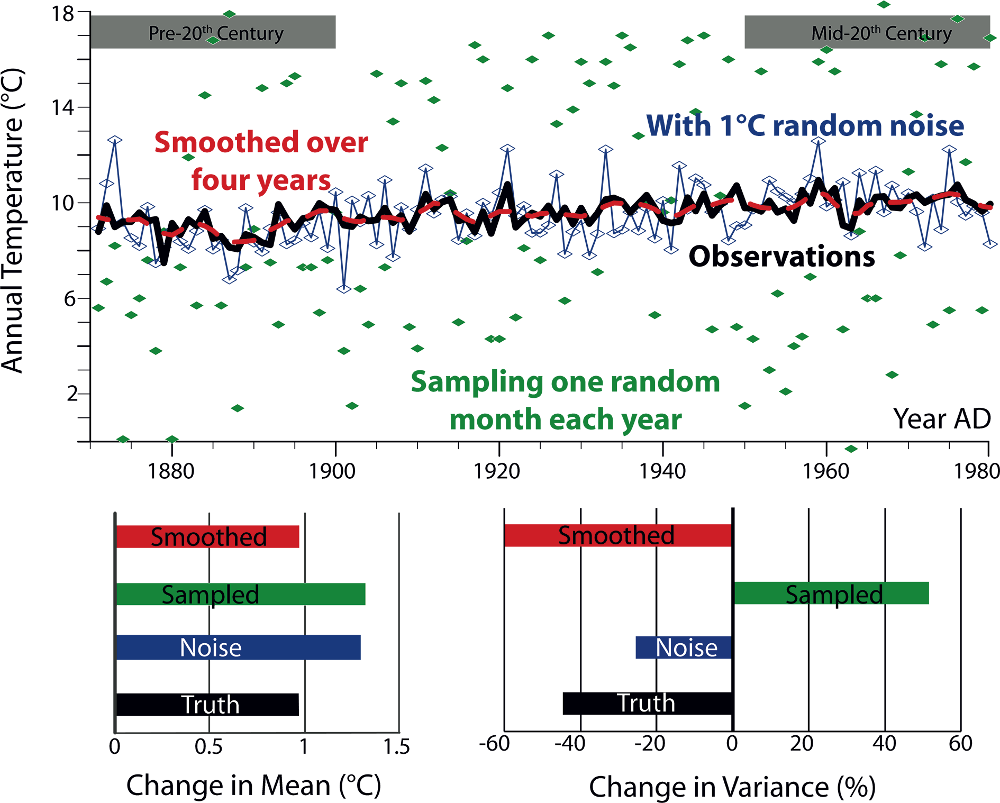 18
Pre-20th Century
Mid-20th Century
Annual Temperature (°C)
14
With 1°C random noise
Smoothed over
four years
10
Observations
6
Sampling one random
month each year
2
Year AD
1880
1900
1920
1940
1960
1980
Smoothed
Sampled
Noise
Truth
0
0.5
1
1.5
Change in Mean (°C)
Smoothed
Sampled
Noise
Truth
-60
-40
-20
0
20
40
60
Change in Variance (%)